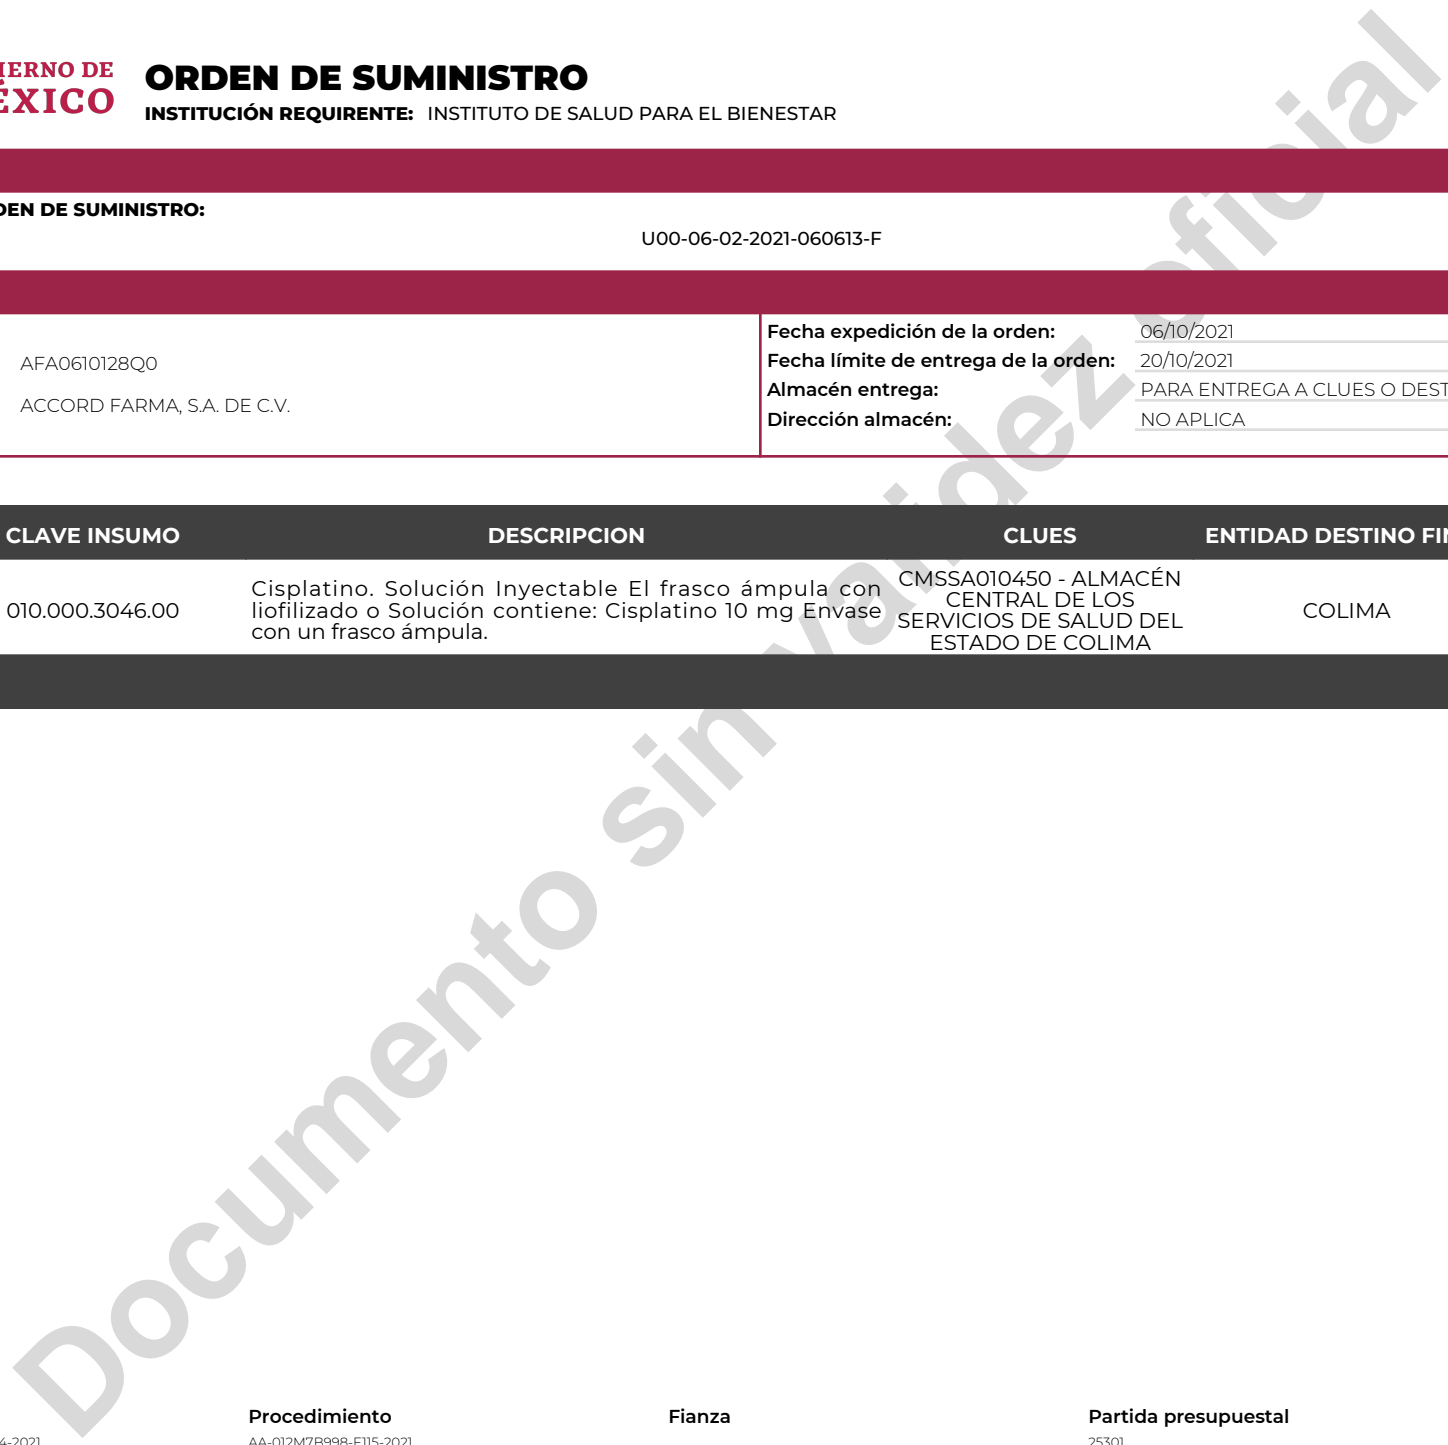 ORDEN DE SUMINISTRO
INSTITUCIÓN REQUIRENTE: INSTITUTO DE SALUD PARA EL BIENESTAR
DE
DE SUMINISTRO:
U00-06-02-2021-060613-F
AFA0610128Q0
ACCORD FARMA, S.A. DE C.V.
Fecha expedición de la orden: 06/10/2021
Fecha límite de entrega de la orden: 20/10/2021
Almacén entrega: PARA ENTREGA A CLUES O
Dirección almacén: NO APLICA
CLAVE INSUMO DESCRIPCION CLUES ENTIDAD DESTINO
010.000.3046.00
Cisplatino. Solución Inyectable El frasco ámpula con
liofilizado o Solución contiene: Cisplatino 10 mg Envase
con un frasco ámpula.
CMSSA010450 - ALMACÉN
CENTRAL DE LOS
SERVICIOS DE SALUD DEL
ESTADO DE COLIMA
COLIMA
Documento sin validez oficial
Procedimiento Fianza Partida presupuestal
AA-012M7B998-E115-2021 25301